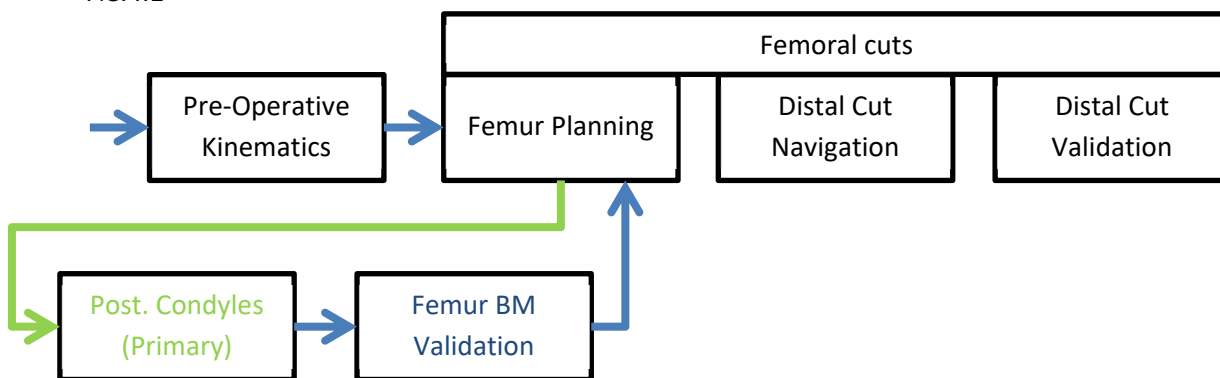 Femoral cuts
Pre-Operative
Kinematics
Femur Planning
Distal Cut
Navigation
Distal Cut
Validation
Post. Condyles
(Primary)
Femur BM
Validation